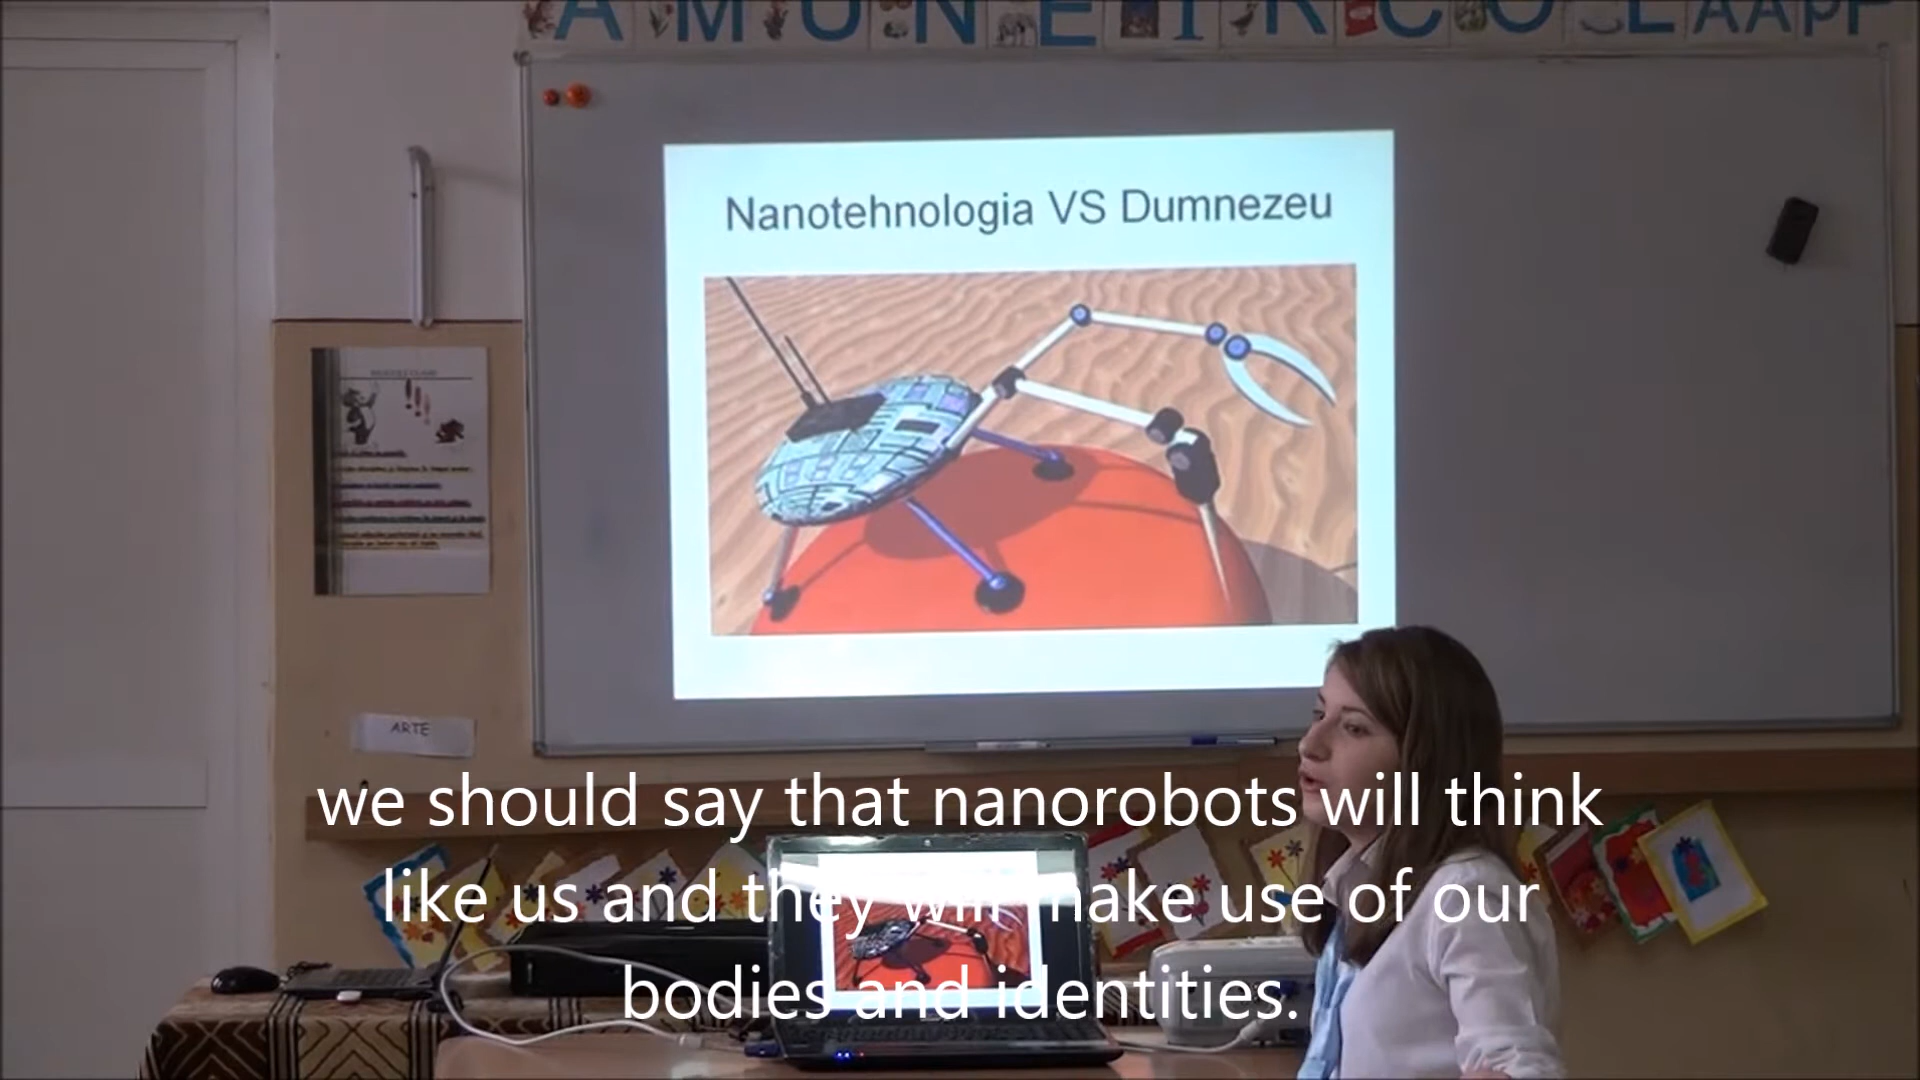 A M U N E I R C O L A A P P
Nanotehnologia VS Dumnezeu
ARTE
we should say that nanorobots will think
like us and they will make use of our
bodies and identities.